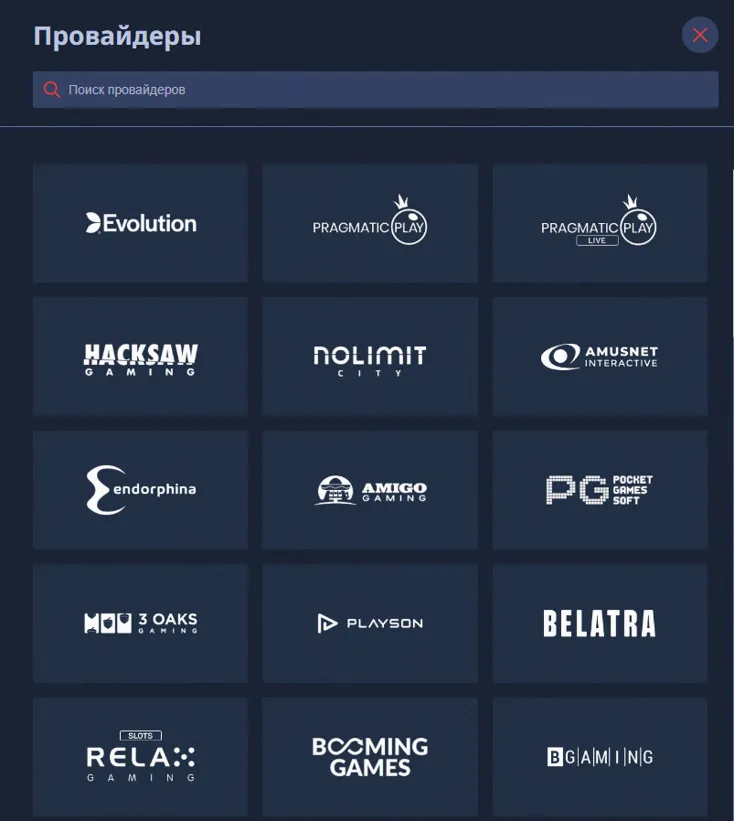 Провайдеры
Поиск провайдеров
Evolution
PRAGMATIC PLAY
PRAGMATIC PLAY
LIVE
HACKSAW
GAMING
NOLIMIT
CITY
AMUSNET
INTERACTIVE
endorphina
AMIGO
GAMING
PG POCKET
GAMES
SOFT
3 OAKS
GAMING
PLAYSON
BELATRA
SLOTS
RELAX
GAMING
BOOMING
GAMES
BGAMING